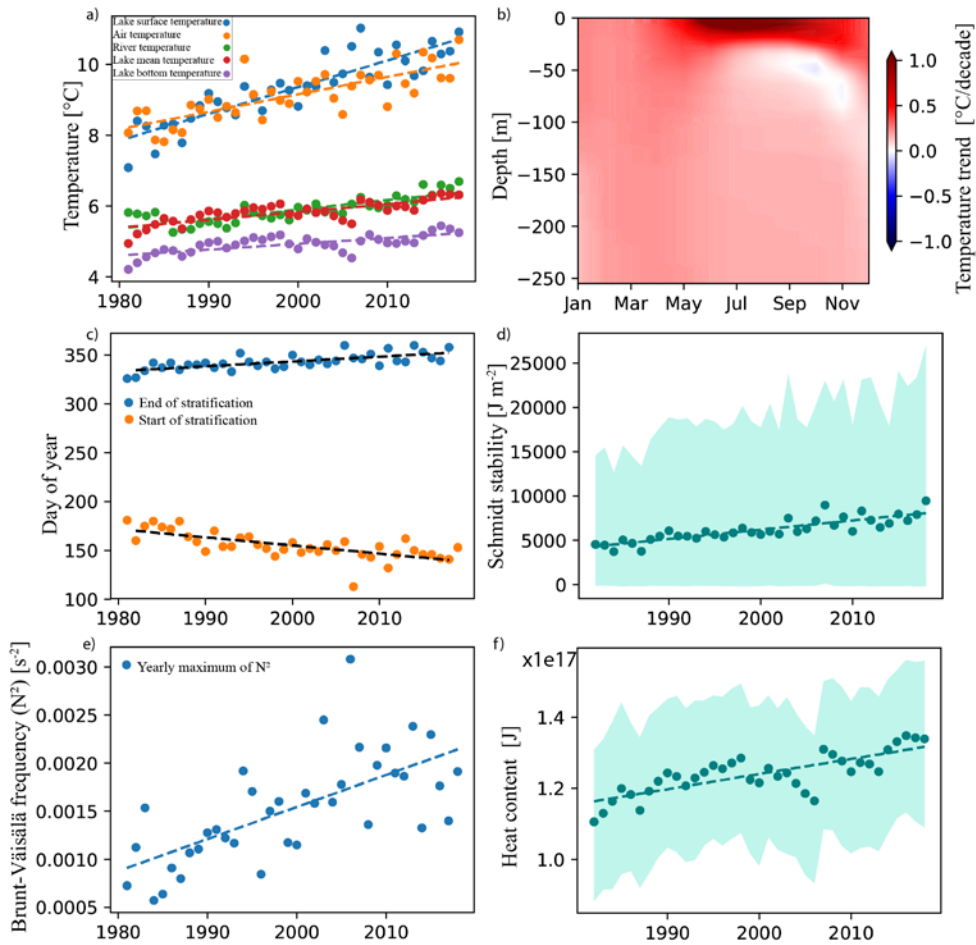 a)
Lake surface temperature
Air temperature
River temperature
Lake mean temperature
Lake bottom temperature
10
8
6
4
Temperature [°C]
1980 1990 2000 2010
b)
0
−50
−100
−150
−200
−250
Depth [m]
Jan Mar May Jul Sep Nov
1.0
0.5
0.0
−0.5
−1.0
Temperature trend [°C/decade]
c)
350
300
250
200
150
100
Day of year
End of stratification
Start of stratification
1980 1990 2000 2010
d)
25000
20000
15000
10000
5000
0
Schmidt stability [J m⁻²]
1990 2000 2010
e)
0.0030
0.0025
0.0020
0.0015
0.0010
0.0005
Brunt-Väisälä frequency (N²) [s⁻²]
Yearly maximum of N²
1980 1990 2000 2010
f)
x1e17
1.4
1.2
1.0
Heat content [J]
1990 2000 2010